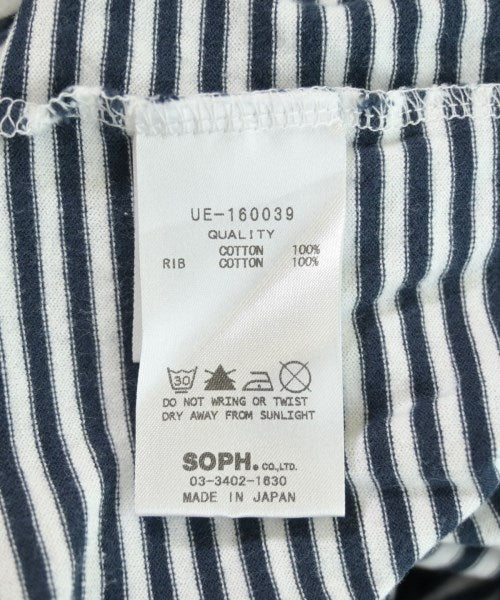 UE-160039
QUALITY
COTTON 100%
RIB COTTON 100%
30
DO NOT WRING OR TWIST
DRY AWAY FROM SUNLIGHT
SOPH. CO.,LTD.
03-3402-1630
MADE IN JAPAN